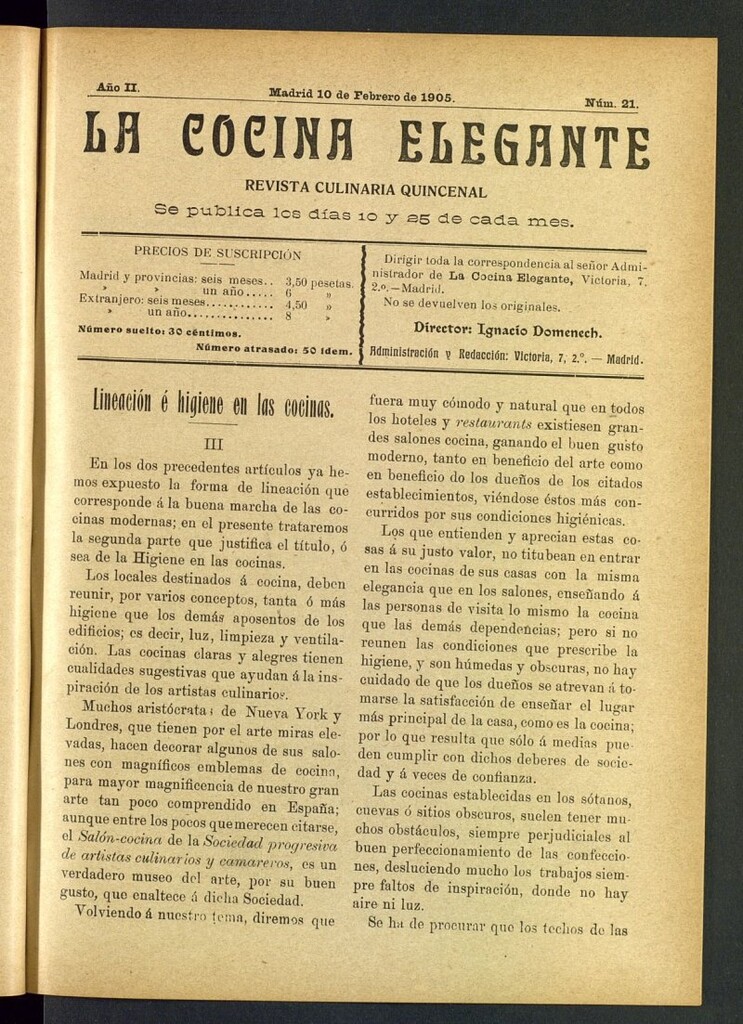 Año II.
Madrid 10 de Febrero de 1905.
Núm. 21.
LA COCINA ELEGANTE
REVISTA CULINARIA QUINCENAL
Se publica los días 10 y 25 de cada mes.
PRECIOS DE SUSCRIPCIÓN
Madrid y provincias: seis meses.. 3,50 pesetas.
» » un año..... 6 »
Extranjero: seis meses............ 4,50 »
» un año............... 8 »
Número suelto: 30 céntimos.
Número atrasado: 50 idem.
Dirigir toda la correspondencia al señor Admi-
nistrador de La Cocina Elegante, Victoria, 7,
2.º.—Madrid.
No se devuelven los originales.
Director: Ignacio Domenech.
Administración y Redacción: Victoria, 7, 2.º. — Madrid.
Lineación é higiene en las cocinas.
III
En los dos precedentes artículos ya he-
mos expuesto la forma de lineación que
corresponde á la buena marcha de las co-
cinas modernas; en el presente trataremos
la segunda parte que justifica el título, ó
sea de la Higiene en las cocinas.
Los locales destinados á cocina, deben
reunir, por varios conceptos, tanta ó más
higiene que los demás aposentos de los
edificios; es decir, luz, limpieza y ventila-
ción. Las cocinas claras y alegres tienen
cualidades sugestivas que ayudan á la ins-
piración de los artistas culinarios.
Muchos aristócratas de Nueva York y
Londres, que tienen por el arte miras ele-
vadas, hacen decorar algunos de sus salo-
nes con magníficos emblemas de cocina,
para mayor magnificencia de nuestro gran
arte tan poco comprendido en España;
aunque entre los pocos que merecen citarse,
el Salón-cocina de la Sociedad progresiva
de artistas culinarios y camareros, es un
verdadero museo del arte, por su buen
gusto, que enaltece á dicha Sociedad.
Volviendo á nuestro tema, diremos que
fuera muy cómodo y natural que en todos
los hoteles y restaurants existiesen gran-
des salones cocina, ganando el buen gusto
moderno, tanto en beneficio del arte como
en beneficio do los dueños de los citados
establecimientos, viéndose éstos más con-
curridos por sus condiciones higiénicas.
Los que entienden y aprecian estas co-
sas á su justo valor, no titubean en entrar
en las cocinas de sus casas con la misma
elegancia que en los salones, enseñando á
las personas de visita lo mismo la cocina
que las demás dependencias; pero si no
reunen las condiciones que prescribe la
higiene, y son húmedas y obscuras, no hay
cuidado de que los dueños se atrevan á to-
marse la satisfacción de enseñar el lugar
más principal de la casa, como es la cocina;
por lo que resulta que sólo á medias pue-
den cumplir con dichos deberes de socie-
dad y á veces de confianza.
Las cocinas establecidas en los sótanos,
cuevas ó sitios obscuros, suelen tener mu-
chos obstáculos, siempre perjudiciales al
buen perfeccionamiento de las confeccio-
nes, desluciendo mucho los trabajos siem-
pre faltos de inspiración, donde no hay
aire ni luz.
Se ha de procurar que los techos de las